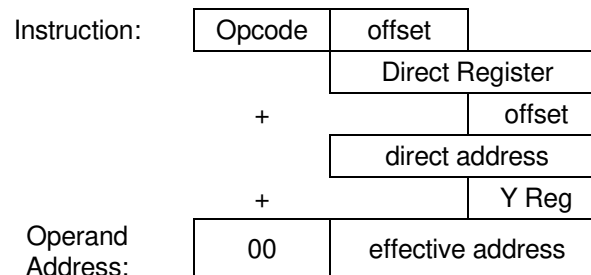 Instruction: Opcode offset
Direct Register
+ offset
direct address
+ Y Reg
Operand
Address: 00 effective address